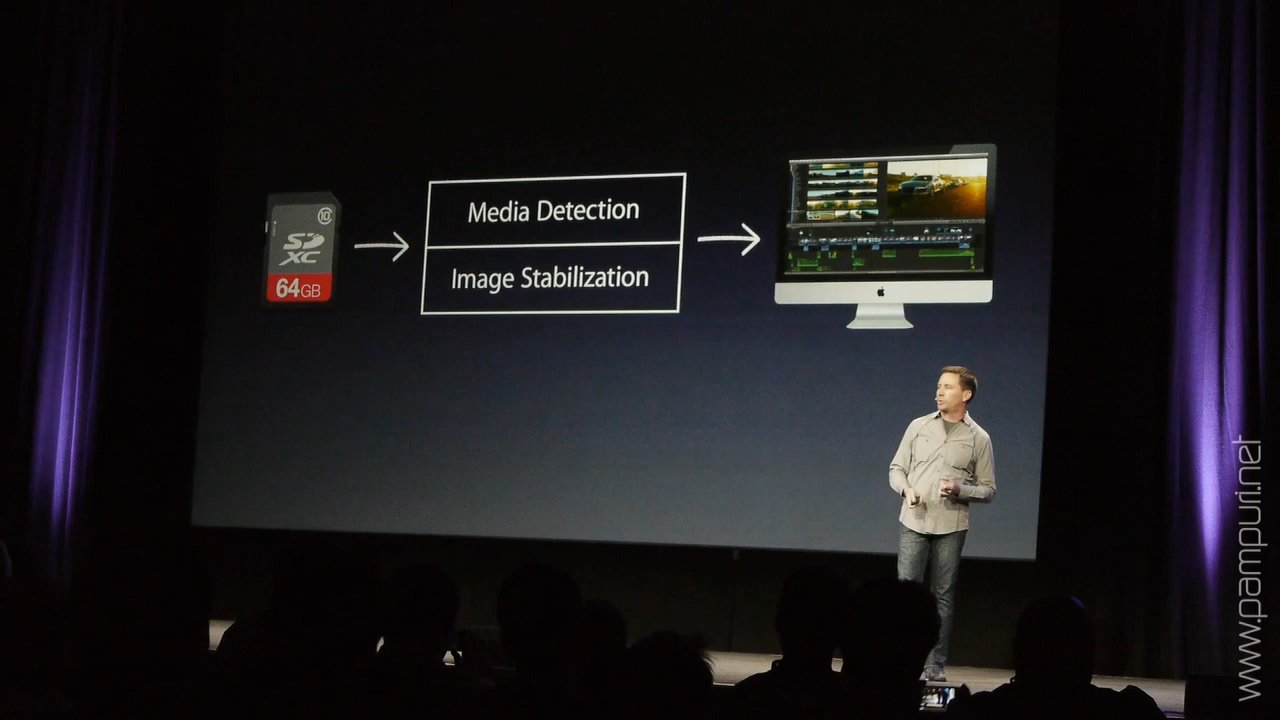 10
SD
XC
64GB
Media Detection
Image Stabilization
www.pampuri.net